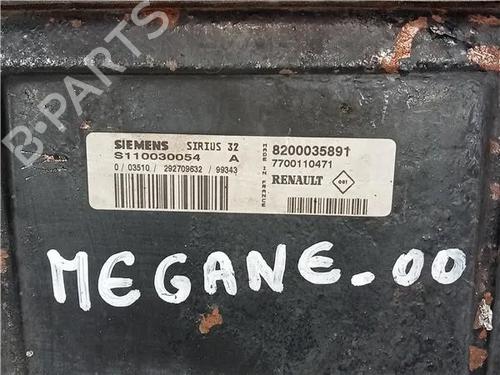 B-PARTS
SIEMENS SIRIUS 32
S110030054 A
0 / 03510 / 292709632 / 99343
MADE IN FRANCE
8200035891
7700110471
RENAULT
MEGANE-00